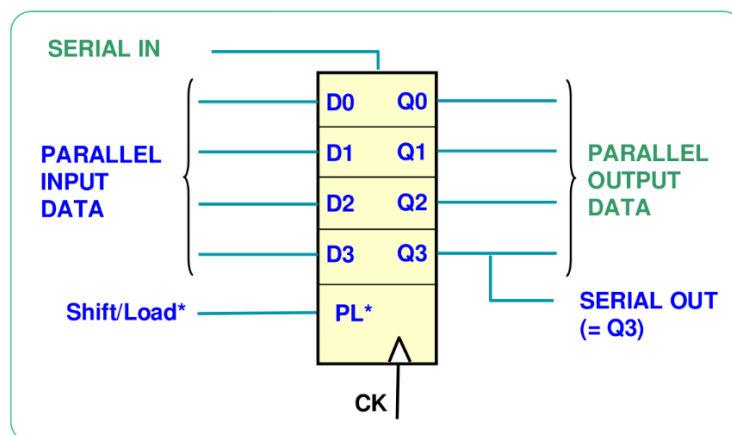 SERIAL IN
D0 Q0
D1 Q1
D2 Q2
D3 Q3
PARALLEL
INPUT
DATA
PARALLEL
OUTPUT
DATA
Shift/Load*
PL*
SERIAL OUT
(= Q3)
CK